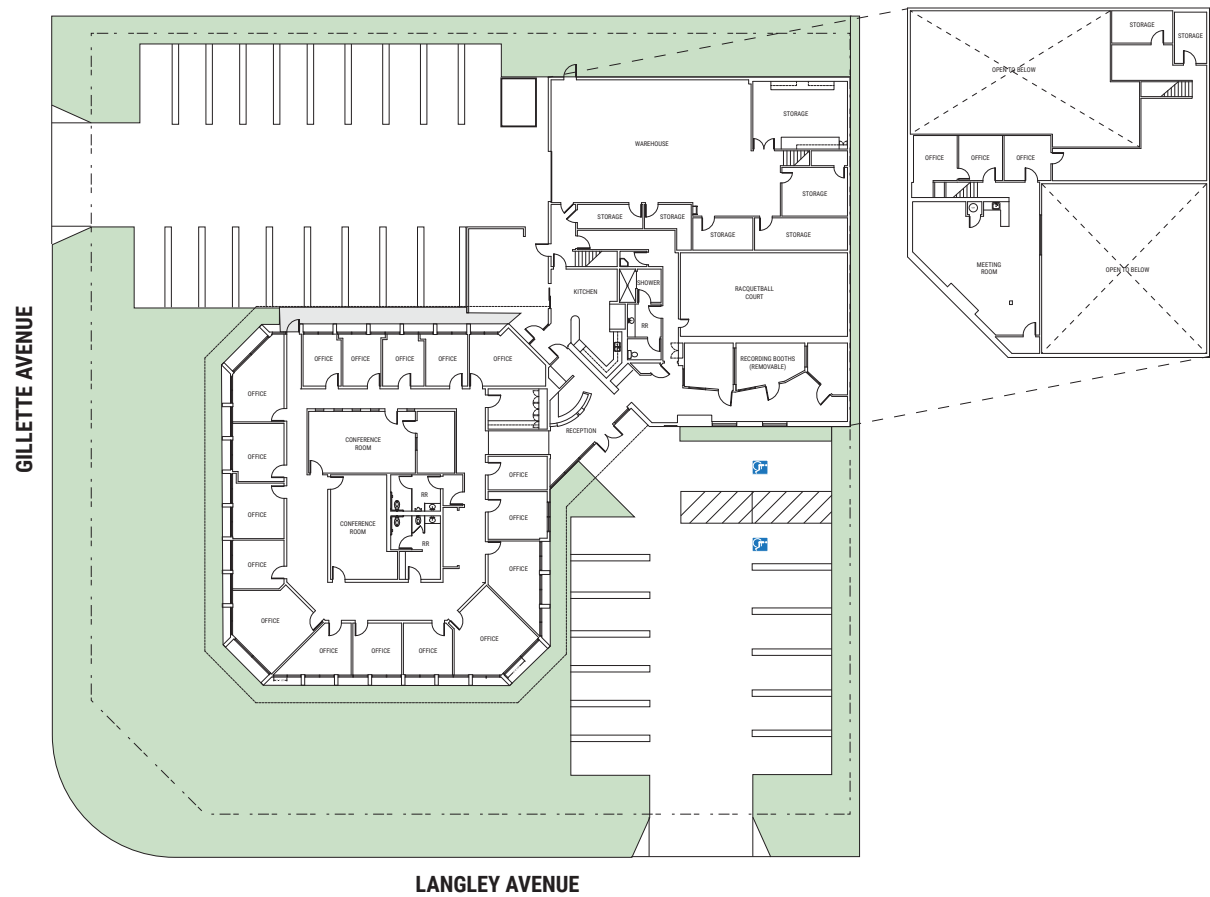 STORAGE
STORAGE
OPEN TO BELOW
OFFICE
OFFICE
OFFICE
MEETING
ROOM
OPEN TO BELOW
WAREHOUSE
STORAGE
STORAGE
STORAGE
STORAGE
STORAGE
STORAGE
KITCHEN
SHOWER
RR
RACQUETBALL
COURT
RECORDING BOOTHS
(REMOVABLE)
RECEPTION
OFFICE
OFFICE
OFFICE
OFFICE
OFFICE
OFFICE
OFFICE
OFFICE
OFFICE
OFFICE
CONFERENCE
ROOM
CONFERENCE
ROOM
RR
RR
OFFICE
OFFICE
OFFICE
OFFICE
OFFICE
OFFICE
OFFICE
GILLETTE AVENUE
LANGLEY AVENUE